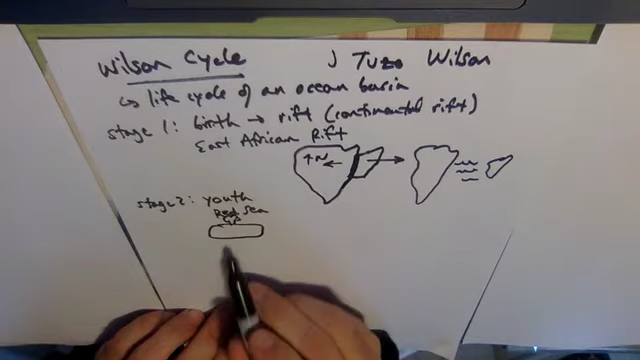 Wilson Cycle J Tuzo Wilson
↳ life cycle of an ocean basin
stage 1: birth → rift (continental rift)
East African Rift
↑N
stage 2: youth
Red Sea